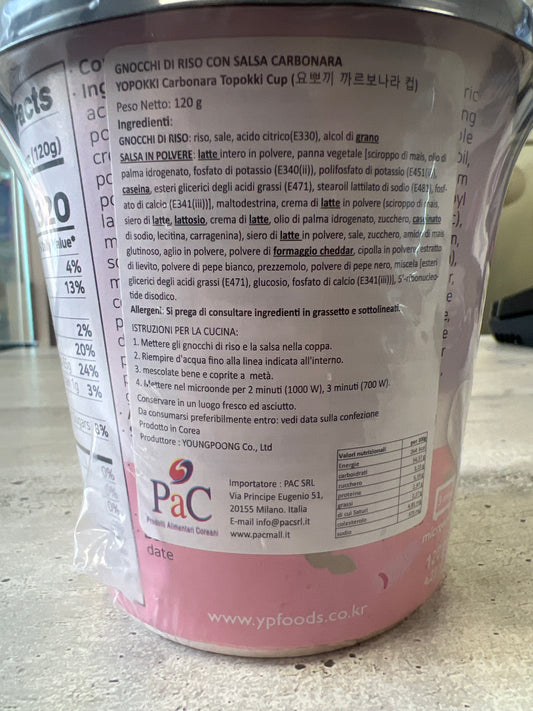 GNOCCHI DI RISO CON SALSA CARBONARA
YOPOKKI Carbonara Topokki Cup (요뽀끼 까르보나라 컵)
Peso Netto: 120 g
Ingredienti:
GNOCCHI DI RISO: riso, sale, acido citrico(E330), alcol di grano
SALSA IN POLVERE: latte intero in polvere, panna vegetale [sciroppo di mais, olio di
palma idrogenato, fosfato di potassio (E340(ii)), polifosfato di potassio (E451
caseina, esteri glicerici degli acidi grassi (E471), stearoil lattilato di sodio (E481), fosf-
ato di calcio (E341(iii))], maltodestrina, crema di latte in polvere (sciroppo di mais,
siero di latte, lattosio, crema di latte, olio di palma idrogenato, zucchero, caseinato
di sodio, lecitina, carragenina), siero di latte in polvere, sale, zucchero, amido di mais
glutinoso, aglio in polvere, polvere di formaggio cheddar, cipolla in polvere, estratto
di lievito, polvere di pepe bianco, prezzemolo, polvere di pepe nero, miscela [esteri
glicerici degli acidi grassi (E471), glucosio, fosfato di calcio (E341(iii))], 5'-ribonucleo-
tide disodico.
Allergeni: Si prega di consultare ingredienti in grassetto e sottolineati.
ISTRUZIONI PER LA CUCINA:
1. Mettere gli gnocchi di riso e la salsa nella coppa.
2. Riempire d'acqua fino alla linea indicata all'interno.
3. mescolate bene e coprite a metà.
4. Mettere nel microonde per 2 minuti (1000 W), 3 minuti (700 W).
Conservare in un luogo fresco ed asciutto.
Da consumarsi preferibilmente entro: vedi data sulla confezione
Prodotto in Corea
Produttore : YOUNGPOONG Co., Ltd
PaC
Prodotti Alimentari Coreani
Importatore : PAC SRL
Via Principe Eugenio 51,
20155 Milano. Italia
E-mail info@pacsrl.it
www.pacmall.it
Valori nutrizionali per 100g
Energie
carboidrati
zucchero
proteine
grassi
di cui Saturi
colesterolo
sodio
acts
(120g)
20
Value*
4%
13%
2%
20%
24%
3%
8%
0%
0%
date
www.ypfoods.co.kr